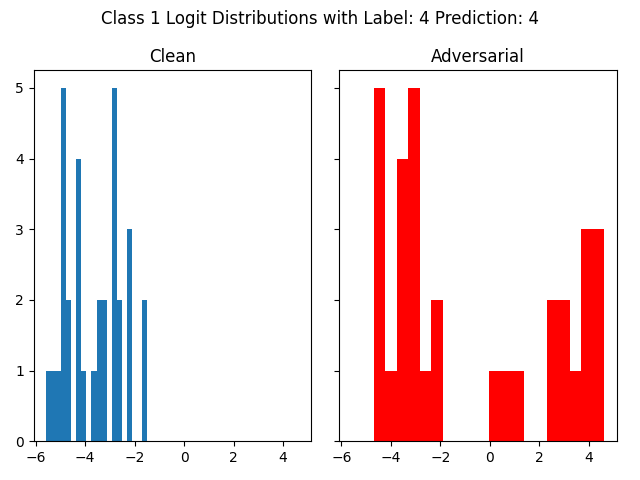 Class 1 Logit Distributions with Label: 4 Prediction: 4
Clean
Adversarial
5
4
3
2
1
0
−6 −4 −2 0 2 4
−6 −4 −2 0 2 4